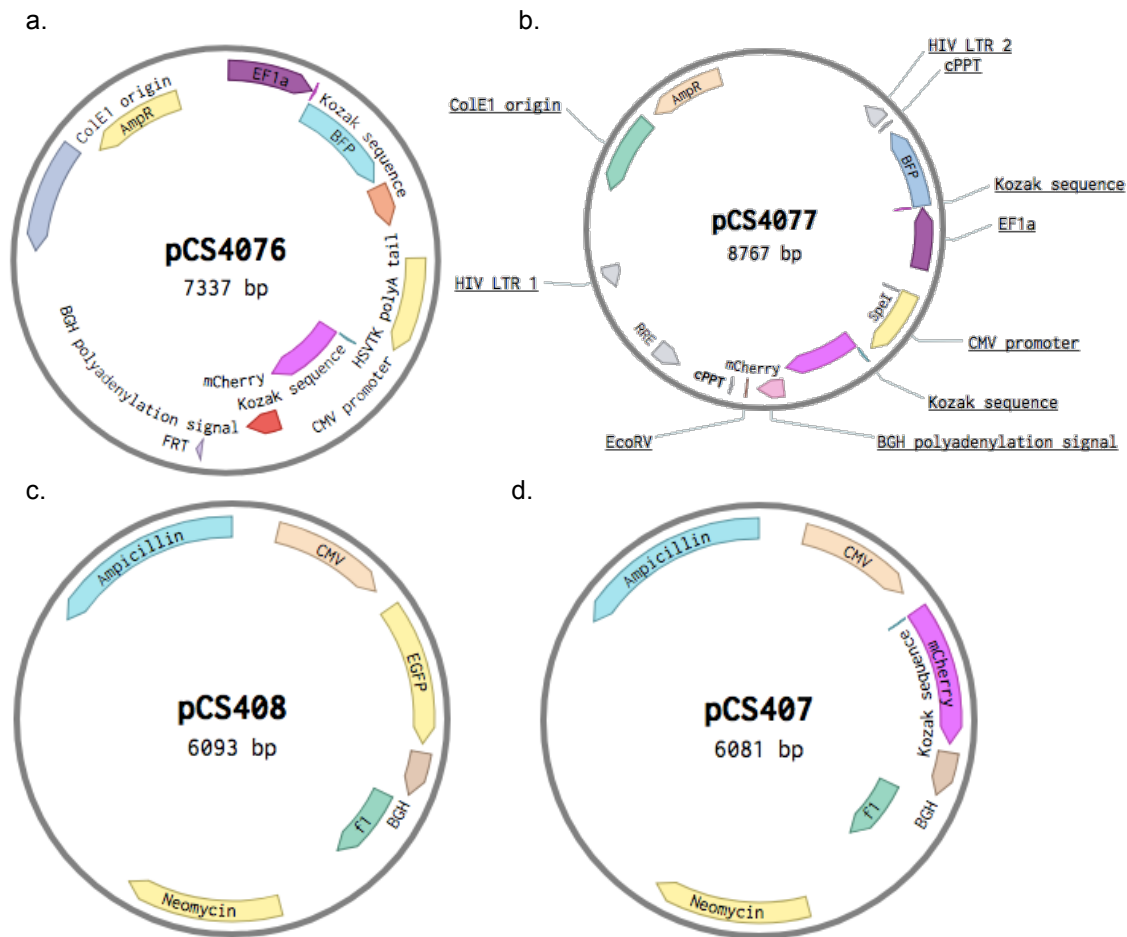 a.
EF1a
Kozak sequence
BFP
ColE1 origin
AmpR
pCS4076
7337 bp
HSVTK polyA tail
CMV promoter
Kozak sequence
mCherry
BGH polyadenylation signal
FRT
b.
HIV LTR 2
cPPT
AmpR
ColE1 origin
BFP
Kozak sequence
EF1a
pCS4077
8767 bp
HIV LTR 1
SpeI
CMV promoter
RRE
mCherry
cPPT
Kozak sequence
EcoRV
BGH polyadenylation signal
c.
Ampicillin
CMV
EGFP
pCS408
6093 bp
BGH
f1
Neomycin
d.
Ampicillin
CMV
mCherry
Kozak sequence
pCS407
6081 bp
BGH
f1
Neomycin